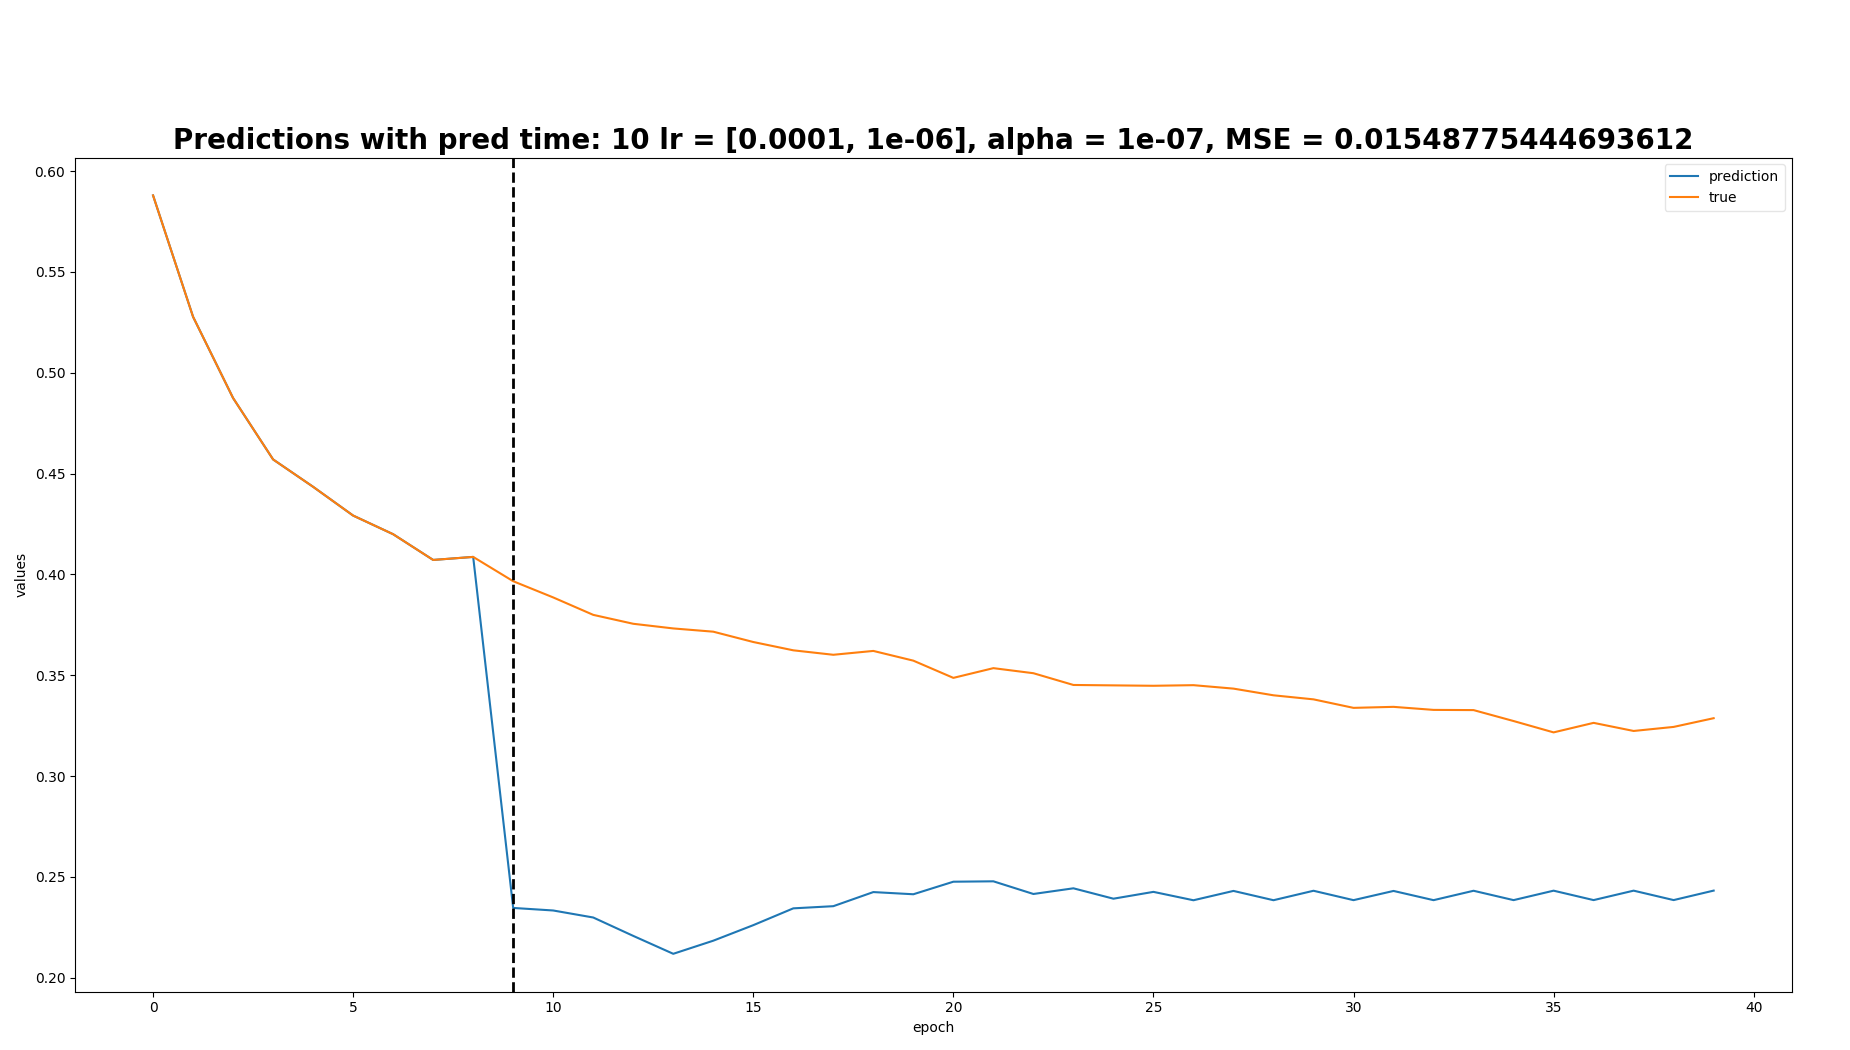 Predictions with pred time: 10 lr = [0.0001, 1e-06], alpha = 1e-07, MSE = 0.01548775444693612
prediction
true
values
0.60
0.55
0.50
0.45
0.40
0.35
0.30
0.25
0.20
0 5 10 15 20 25 30 35 40
epoch